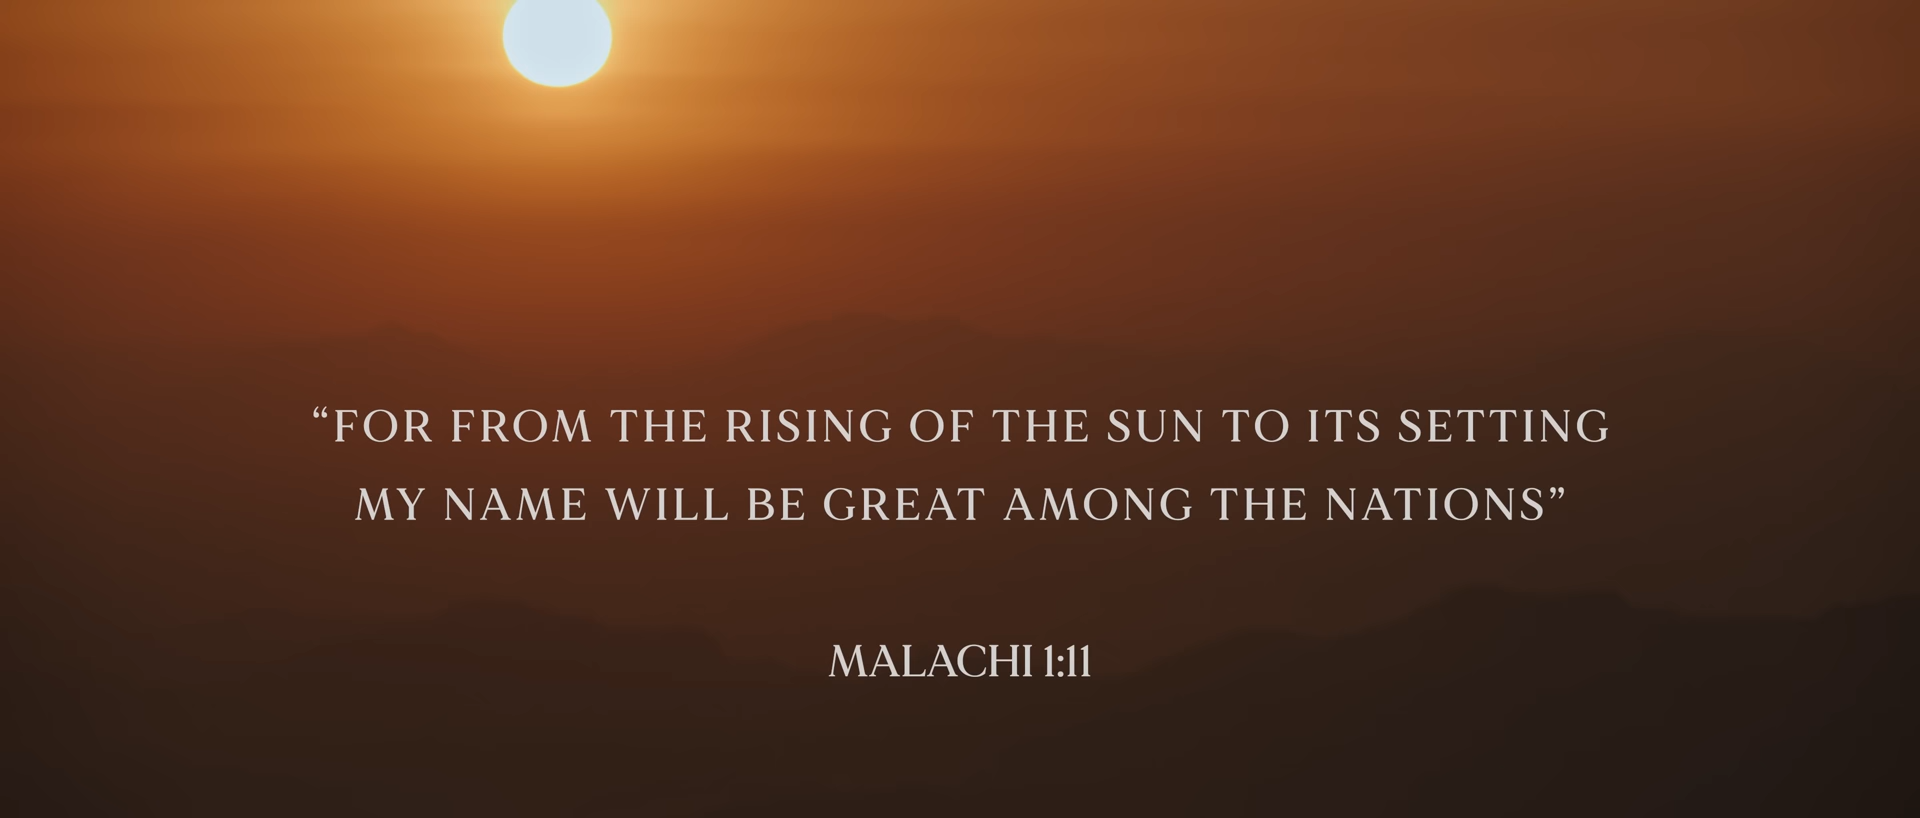 “FOR FROM THE RISING OF THE SUN TO ITS SETTING
MY NAME WILL BE GREAT AMONG THE NATIONS”
MALACHI 1:11